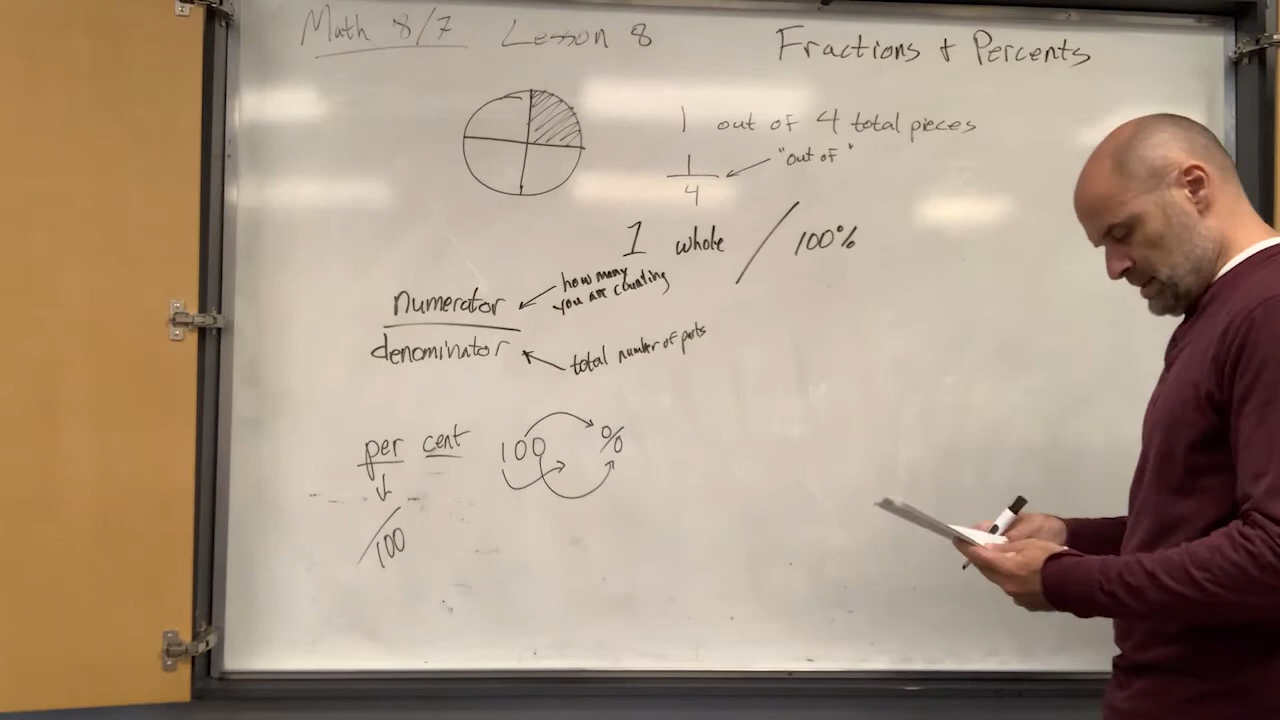 Math 8/7 Lesson 8
Fractions + Percents
1 out of 4 total pieces
1
4
"out of"
1 whole / 100%
numerator
denominator
how many
you are counting
total number of parts
per cent
100 %
/100